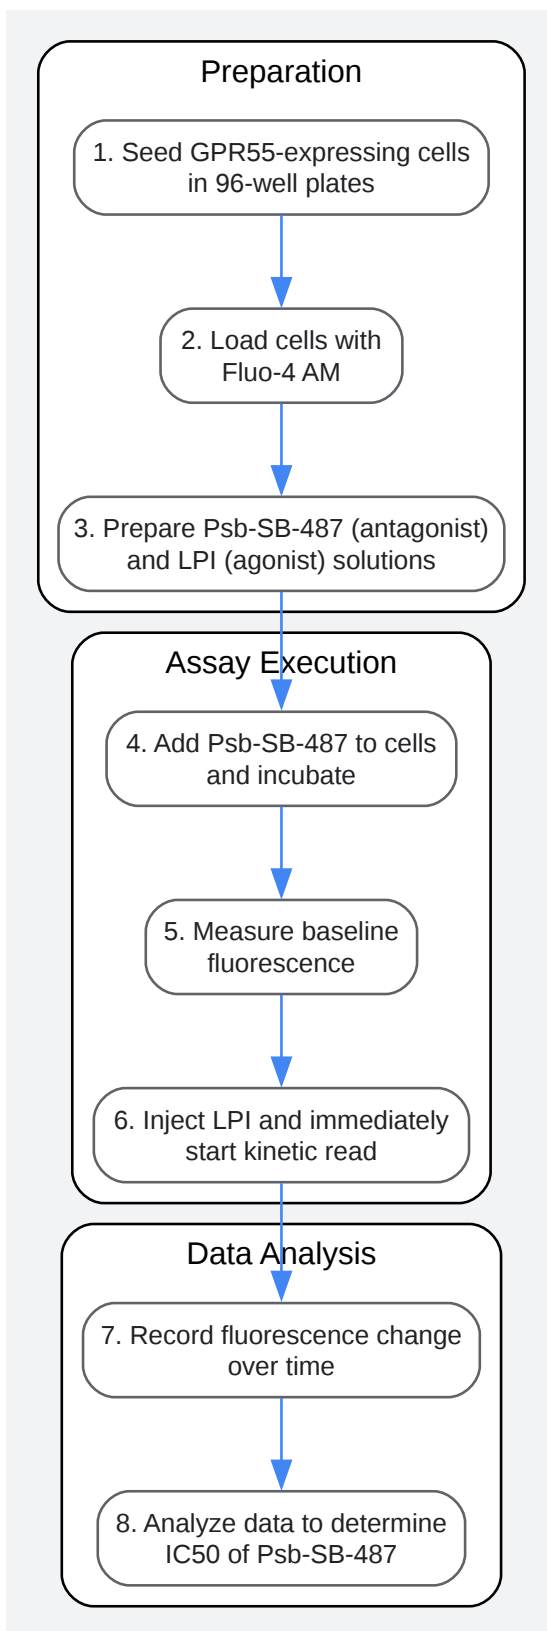 Preparation
1. Seed GPR55-expressing cells
in 96-well plates
2. Load cells with
Fluo-4 AM
3. Prepare Psb-SB-487 (antagonist)
and LPI (agonist) solutions
Assay Execution
4. Add Psb-SB-487 to cells
and incubate
5. Measure baseline
fluorescence
6. Inject LPI and immediately
start kinetic read
Data Analysis
7. Record fluorescence change
over time
8. Analyze data to determine
IC50 of Psb-SB-487